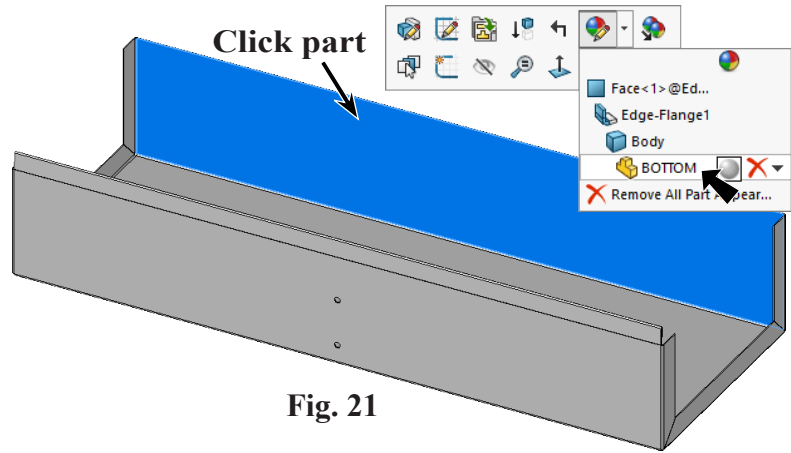 Click part
Face<1>@Ed...
Edge-Flange1
Body
BOTTOM
Remove All Part Appear...
Fig. 21